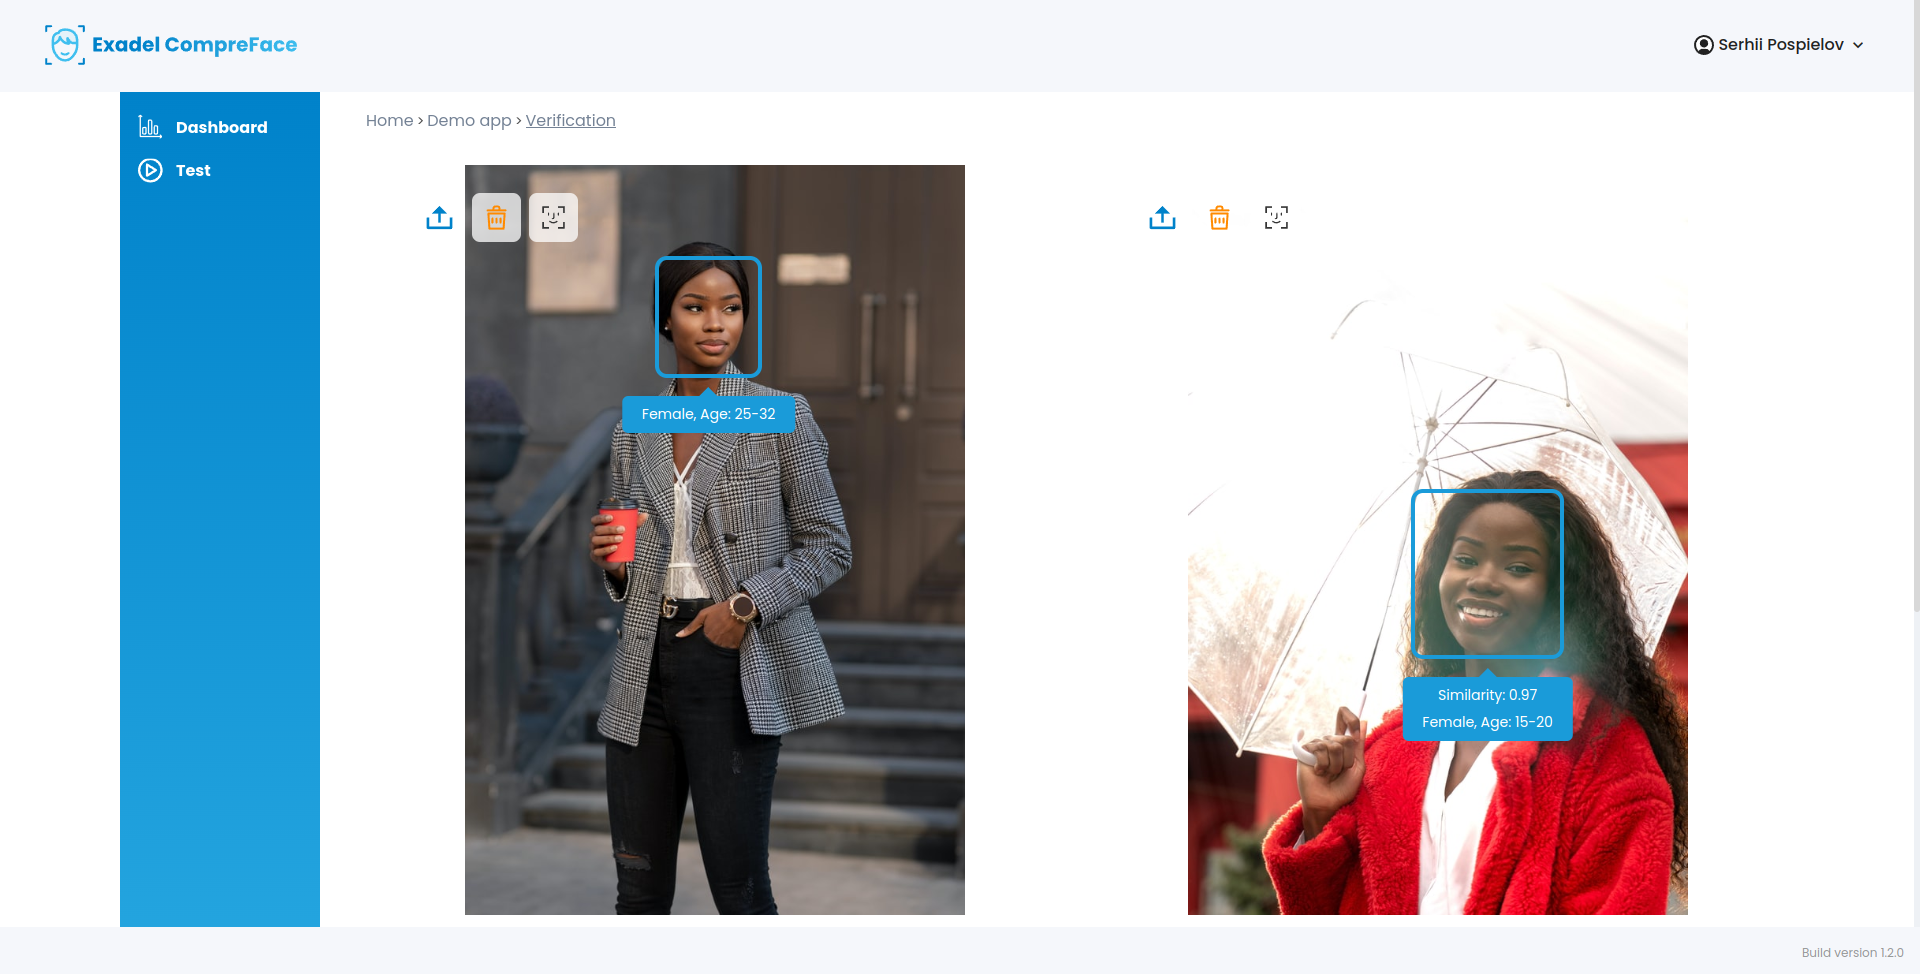 Exadel CompreFace
Serhii Pospielov
Dashboard
Test
Home > Demo app > Verification
Female, Age: 25-32
Similarity: 0.97
Female, Age: 15-20
Build version 1.2.0